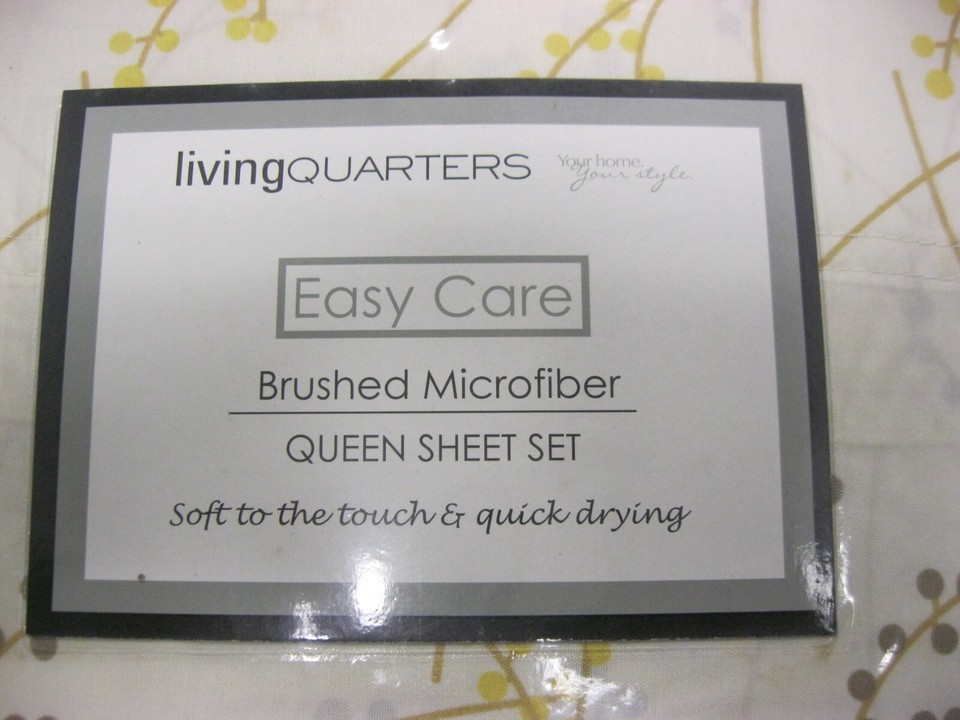 livingQUARTERS
Your home.
Your style.
Easy Care
Brushed Microfiber
QUEEN SHEET SET
Soft to the touch & quick drying